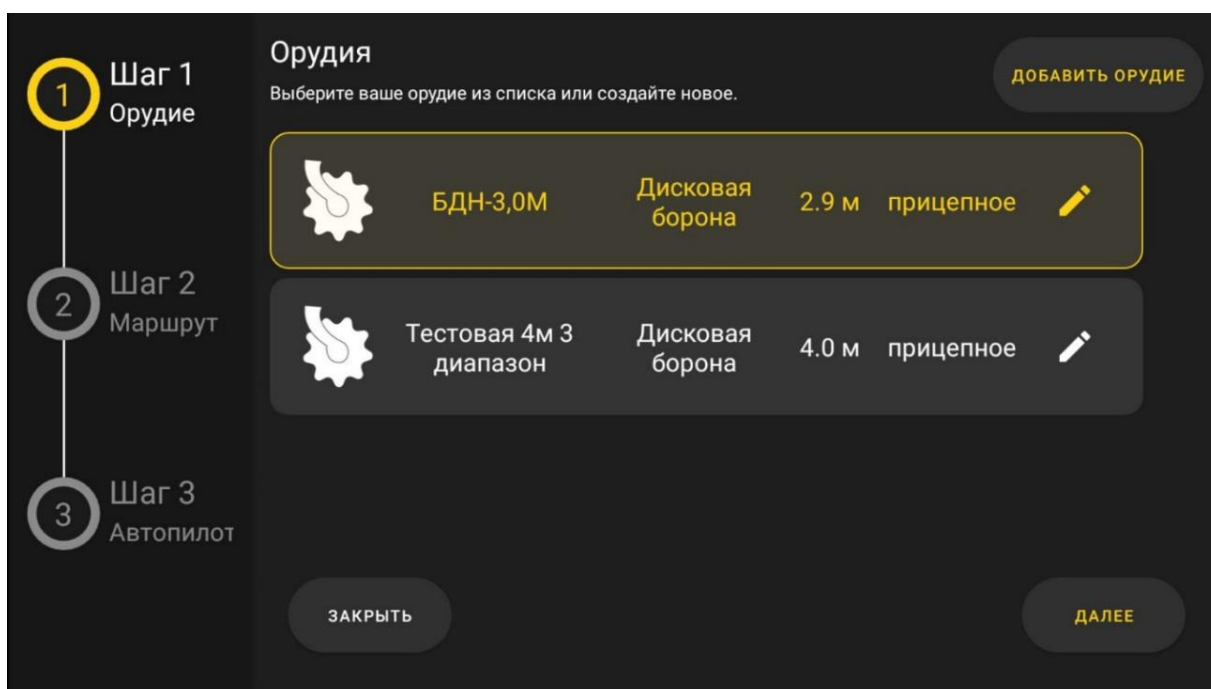 1
Шаг 1
Орудие
2
Шаг 2
Маршрут
3
Шаг 3
Автопилот
Орудия
Выберите ваше орудие из списка или создайте новое.
ДОБАВИТЬ ОРУДИЕ
БДН-3,0М
Дисковая
борона
2.9 м
прицепное
Тестовая 4м 3
диапазон
Дисковая
борона
4.0 м
прицепное
ЗАКРЫТЬ
ДАЛЕЕ